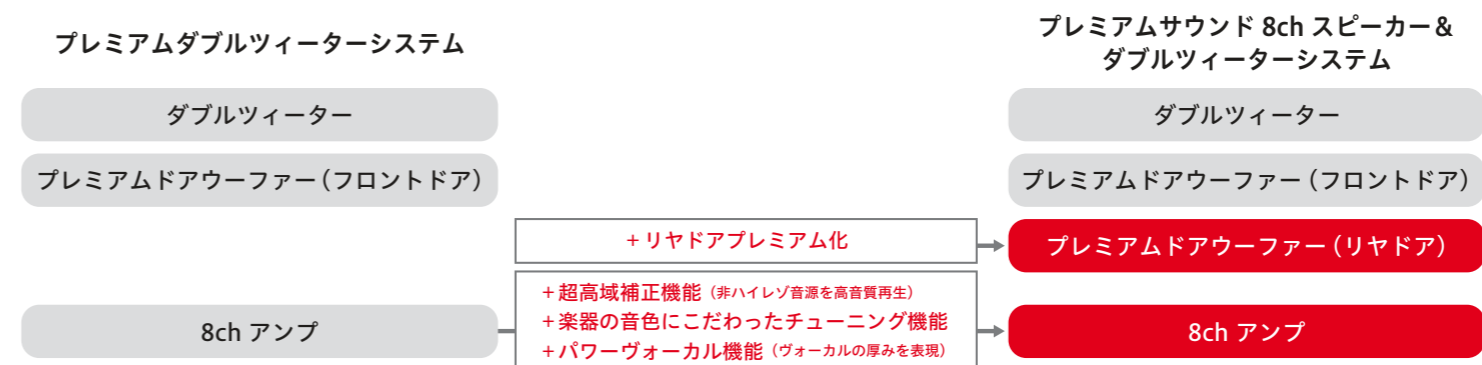 プレミアムダブルツィーターシステム
ダブルツィーター
プレミアムドアウーファー(フロントドア)
8ch アンプ
+リヤドアプレミアム化
+超高域補正機能(非ハイレゾ音源を高音質再生)
+楽器の音色にこだわったチューニング機能
+パワーヴォーカル機能(ヴォーカルの厚みを表現)
プレミアムサウンド 8ch スピーカー&
ダブルツィーターシステム
ダブルツィーター
プレミアムドアウーファー(フロントドア)
プレミアムドアウーファー(リヤドア)
8ch アンプ